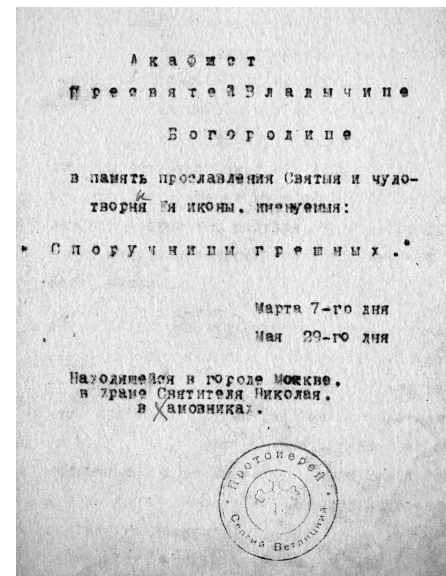 Акафист
Пресвятей Владычице
Богородице
в память прославления Святыя и чудо-
творныя Ея иконы, именуемыя:
"Споручницы грешных."
Марта 7-го дня
Мая 29-го дня
Находящейся в городе Москве.
в Храме Святителя Николая.
в Хамовниках.
Протоиерей
Сергий Ветлицкий